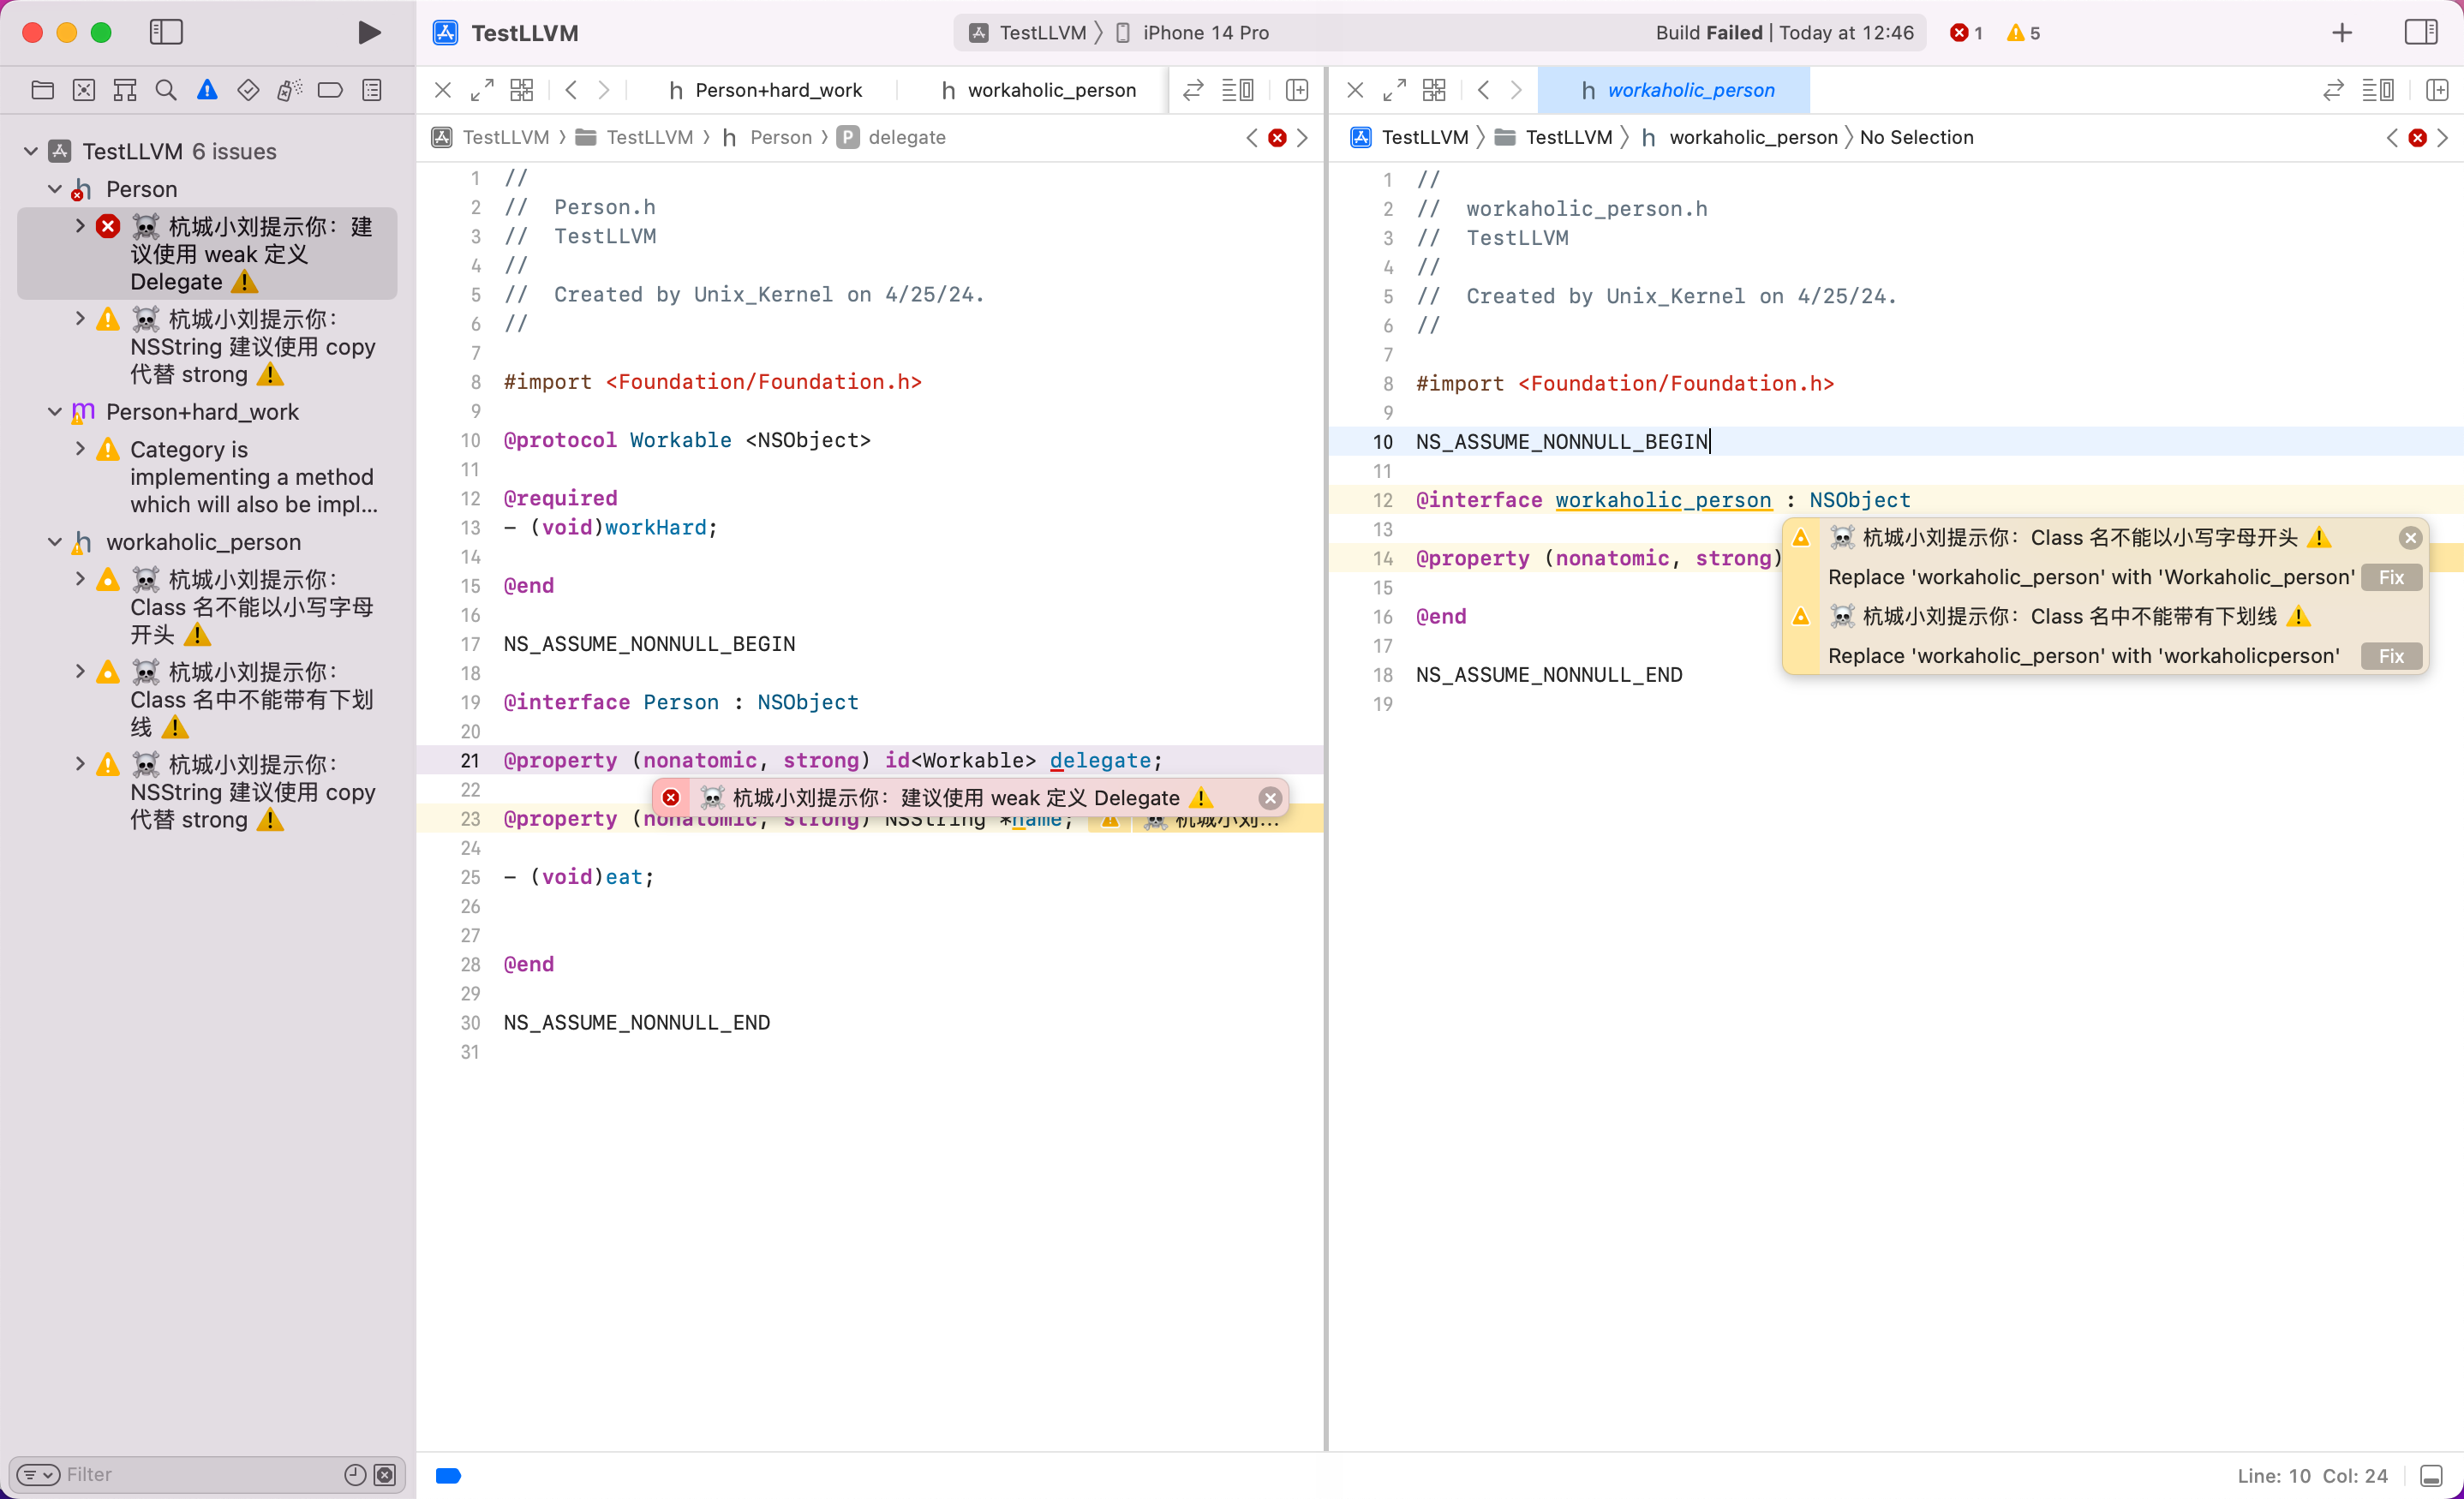 TestLLVM
TestLLVM 〉 iPhone 14 Pro
Build Failed | Today at 12:46
1
5
TestLLVM 6 issues
Person
☠️ 杭城小刘提示你：建
议使用 weak 定义
Delegate ⚠️
☠️ 杭城小刘提示你：
NSString 建议使用 copy
代替 strong ⚠️
Person+hard_work
Category is
implementing a method
which will also be impl...
workaholic_person
☠️ 杭城小刘提示你：
Class 名不能以小写字母
开头 ⚠️
☠️ 杭城小刘提示你：
Class 名中不能带有下划
线 ⚠️
☠️ 杭城小刘提示你：
NSString 建议使用 copy
代替 strong ⚠️
Filter
h Person+hard_work
h workaholic_person
TestLLVM 〉 TestLLVM 〉 h Person 〉 P delegate
1 //
2 //  Person.h
3 //  TestLLVM
4 //
5 //  Created by Unix_Kernel on 4/25/24.
6 //
7
8 #import <Foundation/Foundation.h>
9
10 @protocol Workable <NSObject>
11
12 @required
13 - (void)workHard;
14
15 @end
16
17 NS_ASSUME_NONNULL_BEGIN
18
19 @interface Person : NSObject
20
21 @property (nonatomic, strong) id<Workable> delegate;
22
☠️ 杭城小刘提示你：建议使用 weak 定义 Delegate ⚠️
23 @property (nonatomic, strong) NSString *name; ☠️ 杭城小刘...
24
25 - (void)eat;
26
27
28 @end
29
30 NS_ASSUME_NONNULL_END
31
h workaholic_person
TestLLVM 〉 TestLLVM 〉 h workaholic_person 〉 No Selection
1 //
2 //  workaholic_person.h
3 //  TestLLVM
4 //
5 //  Created by Unix_Kernel on 4/25/24.
6 //
7
8 #import <Foundation/Foundation.h>
9
10 NS_ASSUME_NONNULL_BEGIN
11
12 @interface workaholic_person : NSObject
13
☠️ 杭城小刘提示你：Class 名不能以小写字母开头 ⚠️
14 @property (nonatomic, strong)
Replace 'workaholic_person' with 'Workaholic_person' Fix
15
16 @end
☠️ 杭城小刘提示你：Class 名中不能带有下划线 ⚠️
17
Replace 'workaholic_person' with 'workaholicperson' Fix
18 NS_ASSUME_NONNULL_END
19
Line: 10 Col: 24